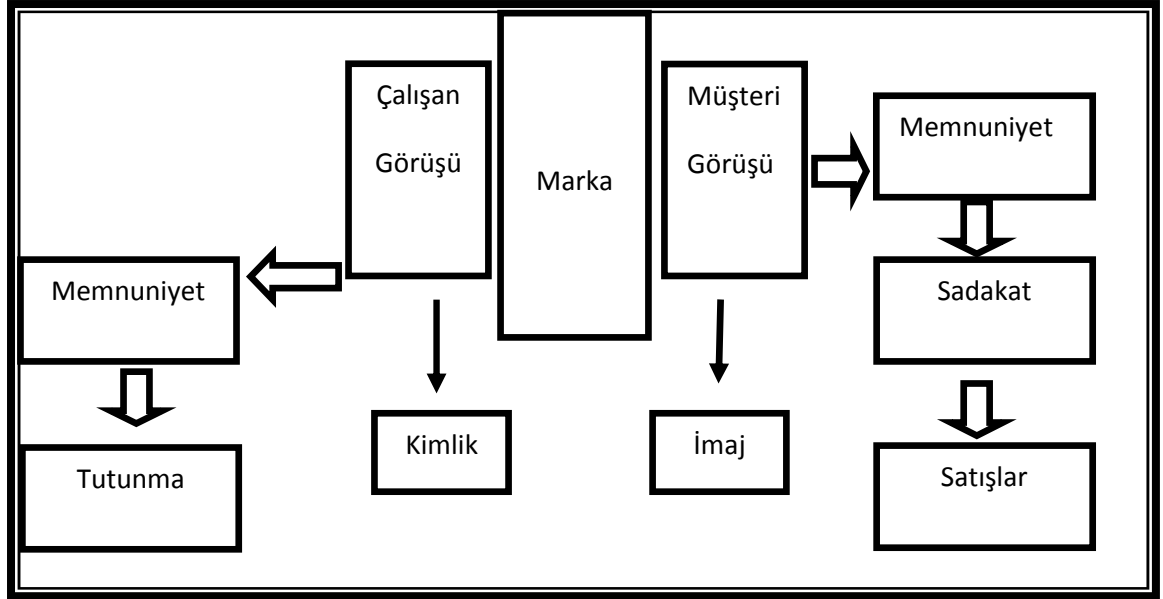 Çalışan
Görüşü
Marka
Müşteri
Görüşü
Memnuniyet
Memnuniyet
Sadakat
Kimlik
İmaj
Tutunma
Satışlar